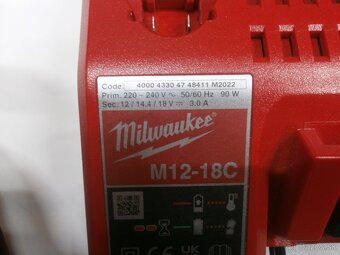 Code: 4000 4330 47 48411 M2022
Prim. 220 – 240 V ~ 50/60 Hz 90 W
Sec. 12 / 14.4 / 18 V ⎓ 3.0 A
Milwaukee
M12-18C
CE UK